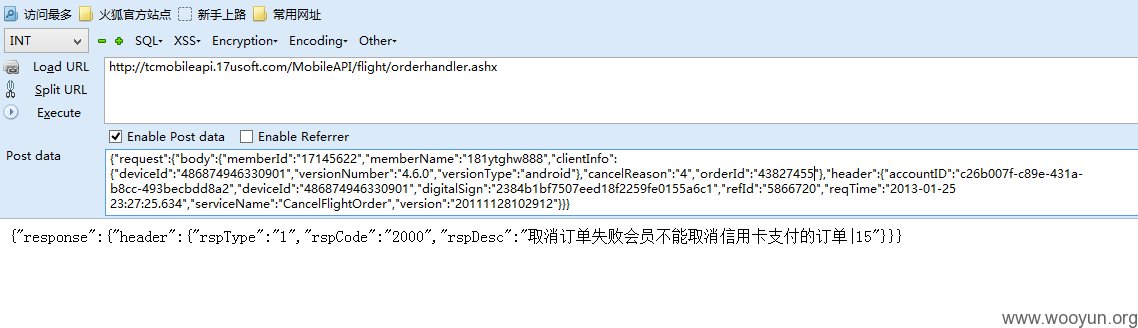 访问最多 火狐官方站点 新手上路 常用网址
INT SQL- XSS- Encryption- Encoding- Other-
Load URL http://tcmobileapi.17usoft.com/MobileAPI/flight/orderhandler.ashx
Split URL
Execute
Enable Post data Enable Referrer
Post data {"request":{"body":{"memberId":"17145622","memberName":"181ytghw888","clientInfo":
{"deviceId":"486874946330901","versionNumber":"4.6.0","versionType":"android"},"cancelReason":"4","orderId":"43827455"},"header":{"accountID":"c26b007f-c89e-431a-
b8cc-493becbdd8a2","deviceId":"486874946330901","digitalSign":"2384b1bf7507eed18f2259fe0155a6c1","refId":"5866720","reqTime":"2013-01-25
23:27:25.634","serviceName":"CancelFlightOrder","version":"20111128102912"}}}
{"response":{"header":{"rspType":"1","rspCode":"2000","rspDesc":"取消订单失败会员不能取消信用卡支付的订单|15"}}}
www.wooyun.org